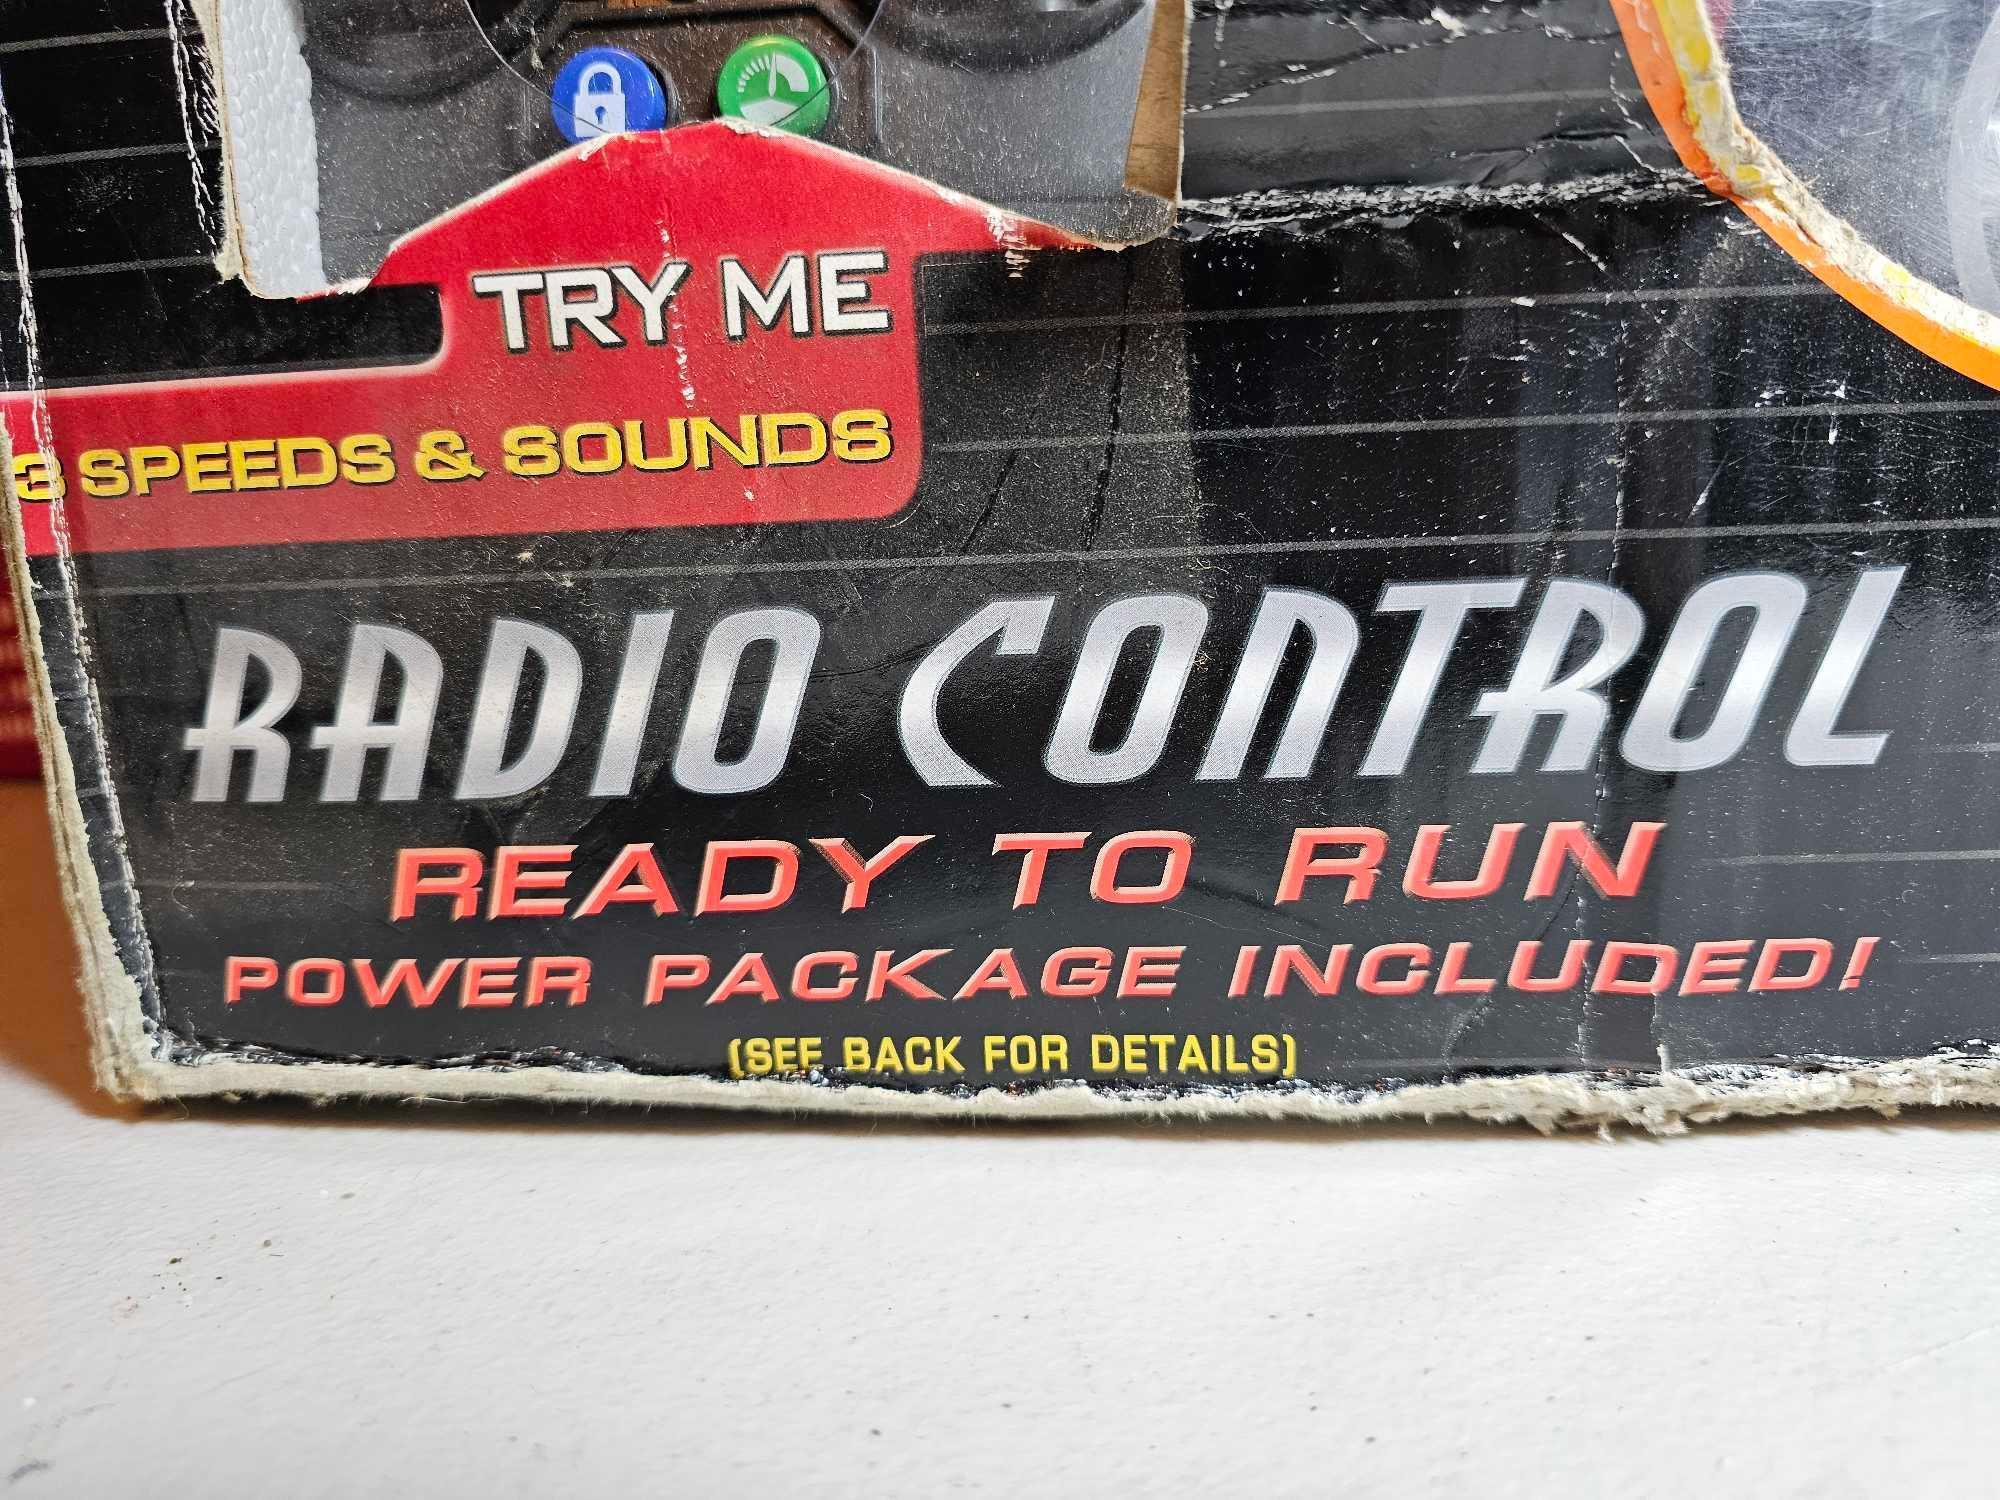 TRY ME
3 SPEEDS & SOUNDS
RADIO CONTROL
READY TO RUN
POWER PACKAGE INCLUDED!
(SEE BACK FOR DETAILS)